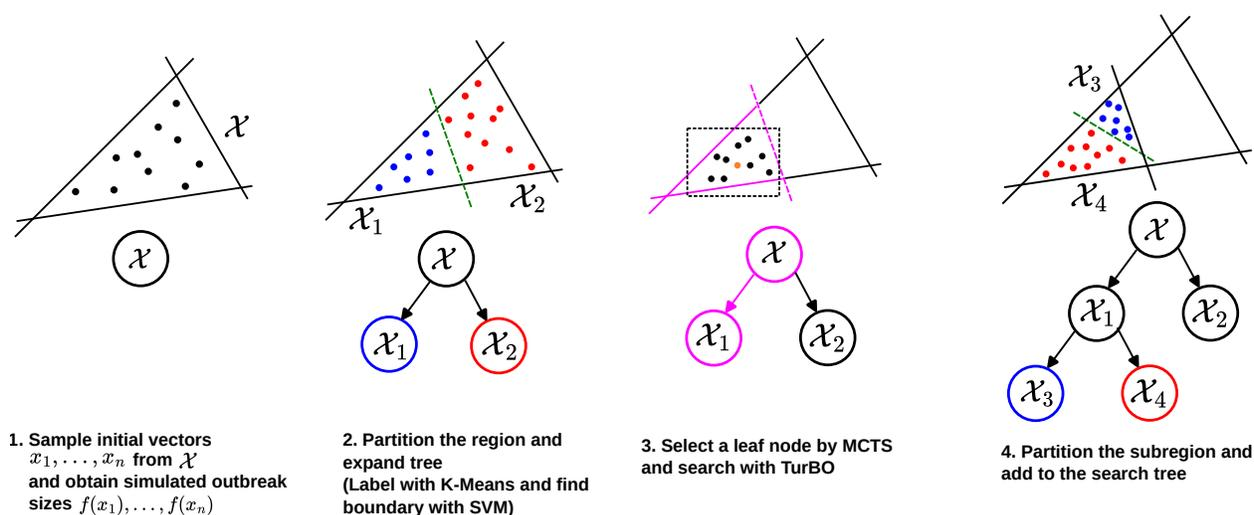 𝒳
𝒳
1. Sample initial vectors
x₁, . . . , xₙ from 𝒳
and obtain simulated outbreak
sizes f(x₁), . . . , f(xₙ)
𝒳₁
𝒳₂
𝒳
𝒳₁
𝒳₂
2. Partition the region and
expand tree
(Label with K-Means and find
boundary with SVM)
𝒳
𝒳₁
𝒳₂
3. Select a leaf node by MCTS
and search with TurBO
𝒳₃
𝒳₄
𝒳
𝒳₁
𝒳₂
𝒳₃
𝒳₄
4. Partition the subregion and
add to the search tree